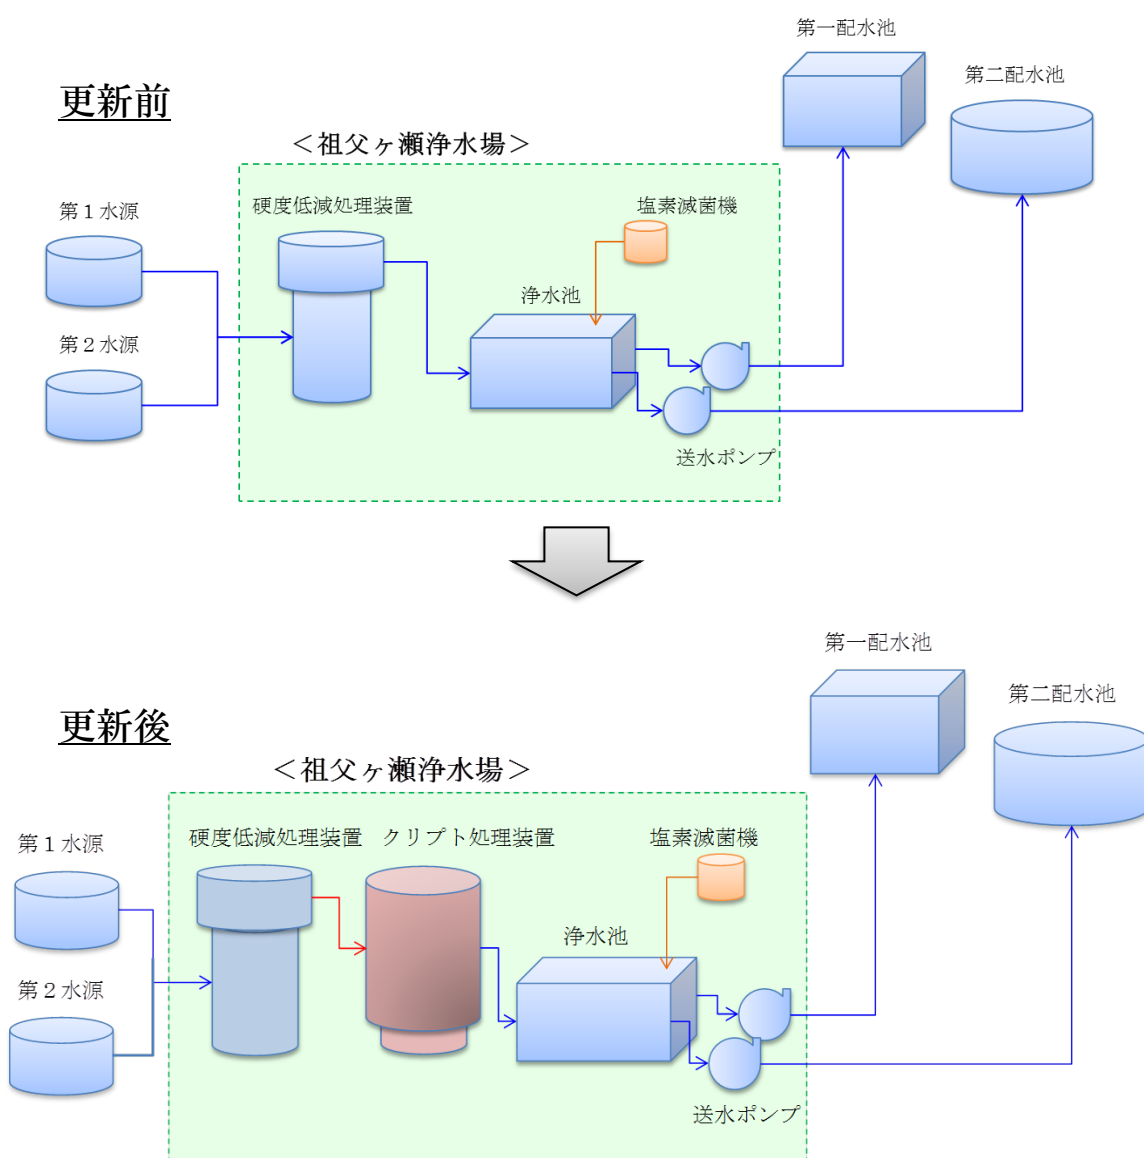 第一配水池
第二配水池
更新前
＜祖父ヶ瀬浄水場＞
第１水源
硬度低減処理装置
塩素滅菌機
浄水池
第２水源
送水ポンプ
第一配水池
第二配水池
更新後
＜祖父ヶ瀬浄水場＞
第１水源
硬度低減処理装置
クリプト処理装置
塩素滅菌機
浄水池
第２水源
送水ポンプ